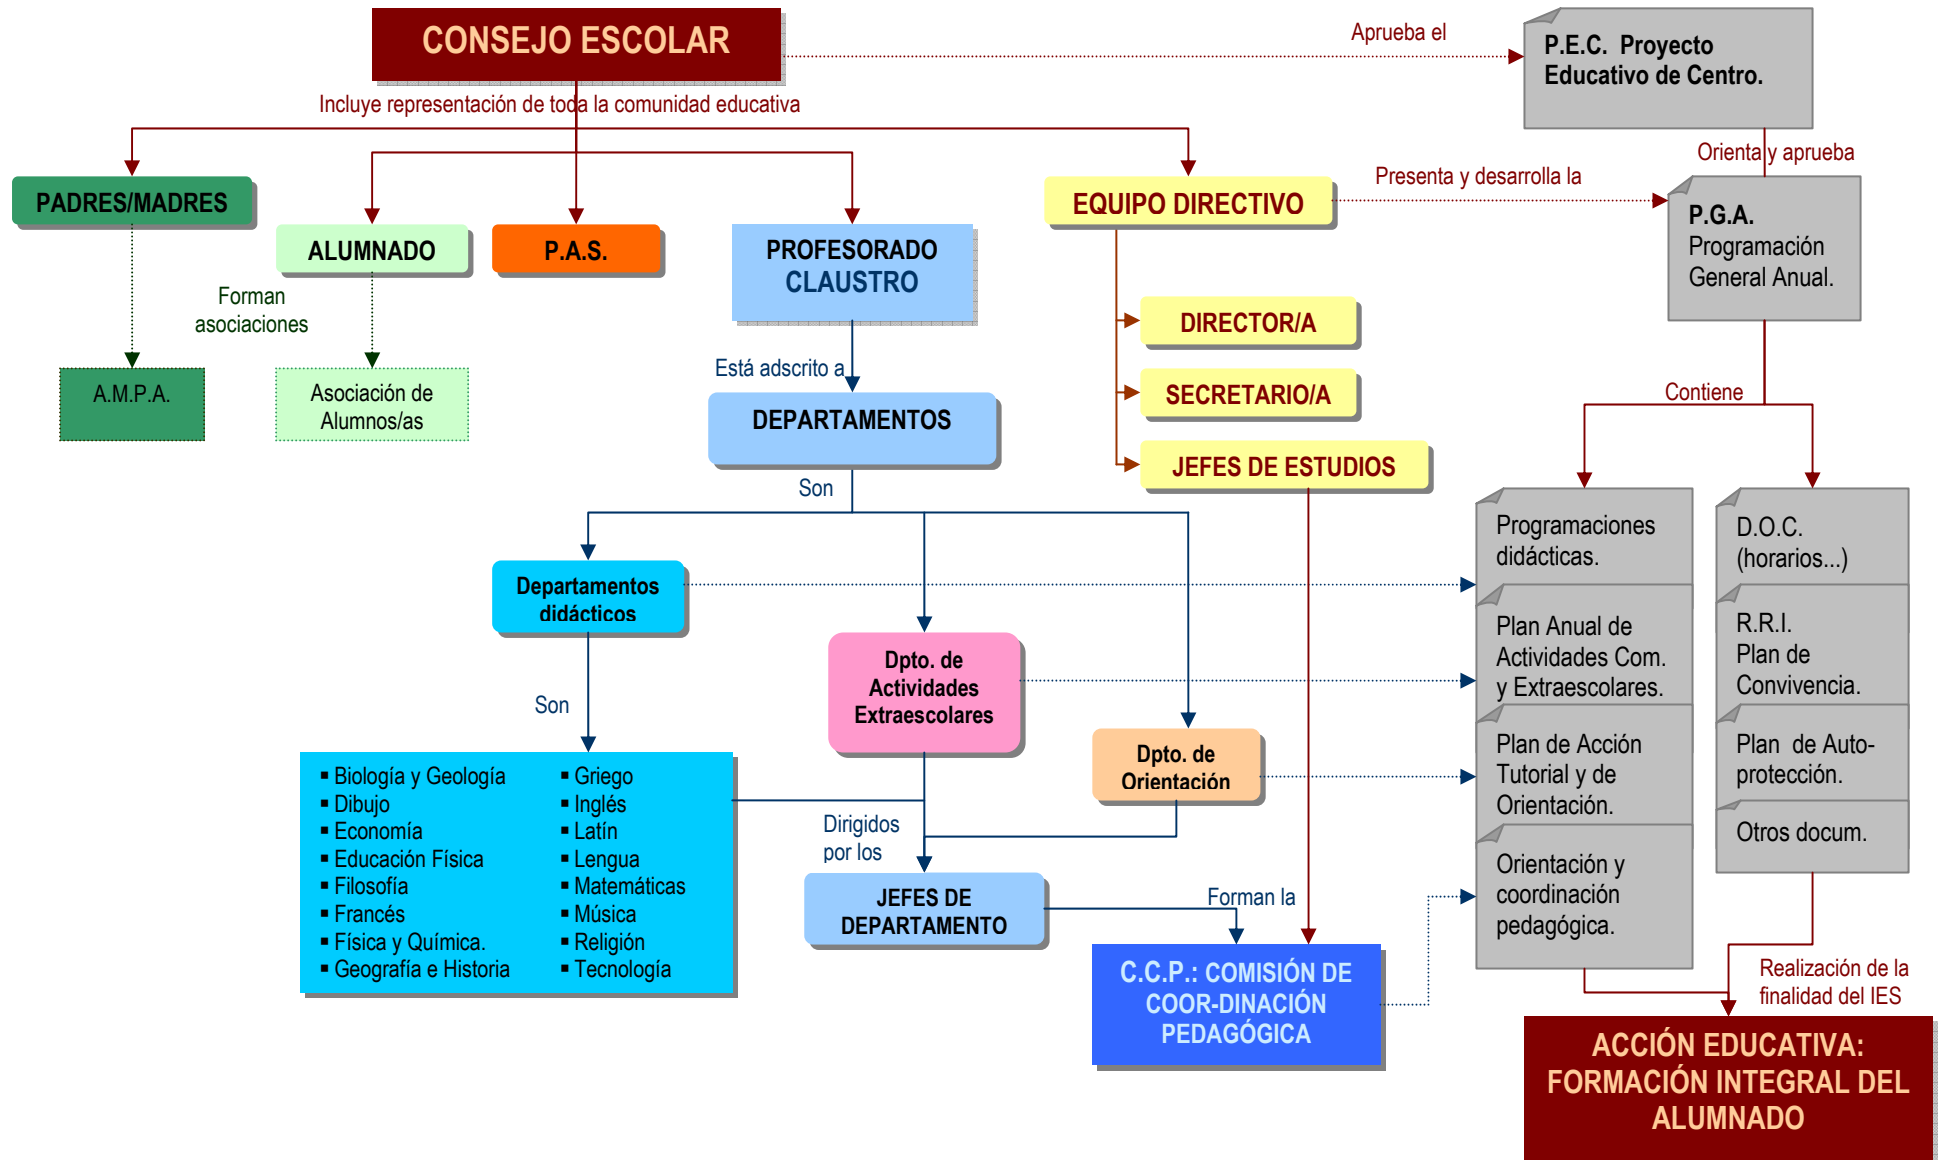 CONSEJO ESCOLAR
Aprueba el
P.E.C. Proyecto
Educativo de Centro.
Incluye representación de toda la comunidad educativa
Orienta y aprueba
PADRES/MADRES
ALUMNADO
P.A.S.
PROFESORADO
CLAUSTRO
EQUIPO DIRECTIVO
Presenta y desarrolla la
P.G.A.
Programación
General Anual.
Forman
asociaciones
DIRECTOR/A
Está adscrito a
A.M.P.A.
Asociación de
Alumnos/as
SECRETARIO/A
Contiene
DEPARTAMENTOS
JEFES DE ESTUDIOS
Son
Programaciones
didácticas.
D.O.C.
(horarios...)
Departamentos
didácticos
Plan Anual de
Actividades Com.
y Extraescolares.
R.R.I.
Plan de
Convivencia.
Dpto. de
Actividades
Extraescolares
Son
Dpto. de
Orientación
Plan de Acción
Tutorial y de
Orientación.
Plan de Auto-
protección.
▪ Biología y Geología
▪ Dibujo
▪ Economía
▪ Educación Física
▪ Filosofía
▪ Francés
▪ Física y Química.
▪ Geografía e Historia
▪ Griego
▪ Inglés
▪ Latín
▪ Lengua
▪ Matemáticas
▪ Música
▪ Religión
▪ Tecnología
Dirigidos
por los
Otros docum.
JEFES DE
DEPARTAMENTO
Forman la
Orientación y
coordinación
pedagógica.
C.C.P.: COMISIÓN DE
COOR-DINACIÓN
PEDAGÓGICA
Realización de la
finalidad del IES
ACCIÓN EDUCATIVA:
FORMACIÓN INTEGRAL DEL
ALUMNADO